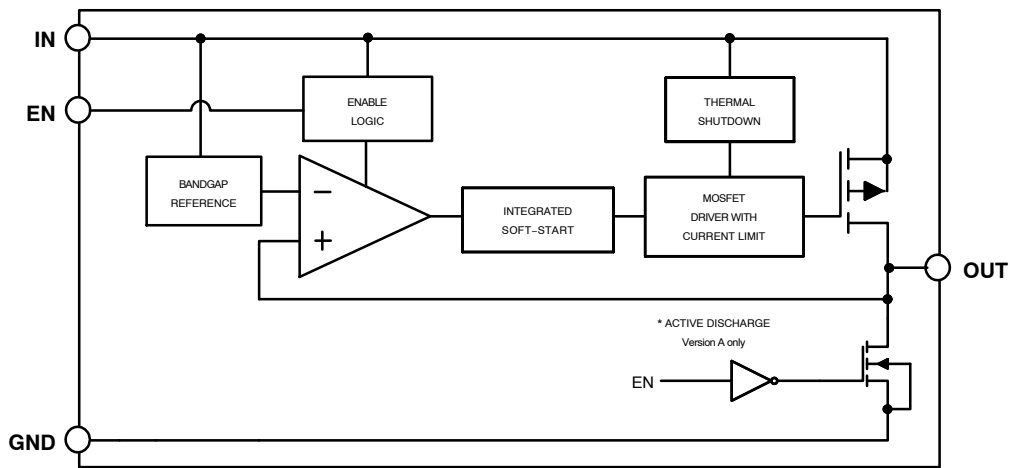 IN
EN
ENABLE
LOGIC
THERMAL
SHUTDOWN
BANDGAP
REFERENCE
−
+
INTEGRATED
SOFT−START
MOSFET
DRIVER WITH
CURRENT LIMIT
OUT
* ACTIVE DISCHARGE
Version A only
EN
GND